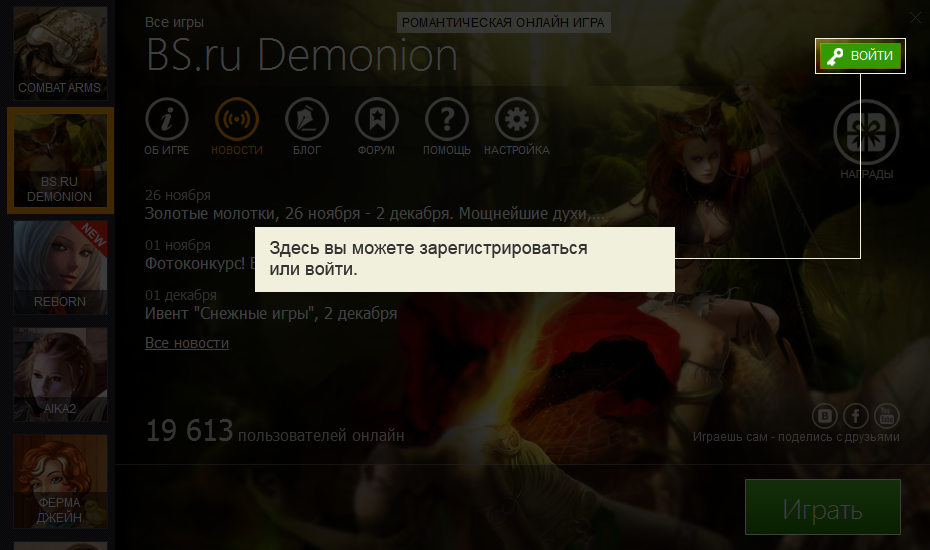 Все игры
РОМАНТИЧЕСКАЯ ОНЛАЙН ИГРА
BS.ru Demonion
ВОЙТИ
COMBAT ARMS
BS.RU
DEMONION
NEW
REBORN
AIKA2
ФЕРМА
ДЖЕЙН
ОБ ИГРЕ
НОВОСТИ
БЛОГ
ФОРУМ
ПОМОЩЬ
НАСТРОЙКА
НАГРАДЫ
26 ноября
Золотые молотки, 26 ноября - 2 декабря. Мощнейшие духи,...
01 ноября
Фотоконкурс!
Здесь вы можете зарегистрироваться
или войти.
01 декабря
Ивент "Снежные игры", 2 декабря
Все новости
19 613 пользователей онлайн
You
Tube
Играешь сам - поделись с друзьями
Играть